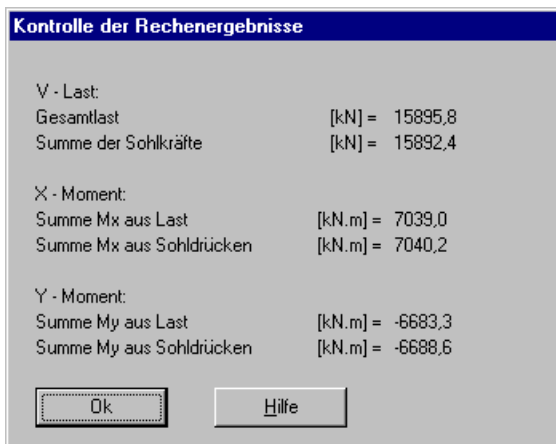 Kontrolle der Rechenergebnisse
V - Last:
Gesamtlast [kN] = 15895,8
Summe der Sohlkräfte [kN] = 15892,4
X - Moment:
Summe Mx aus Last [kN.m] = 7039,0
Summe Mx aus Sohldrücken [kN.m] = 7040,2
Y - Moment:
Summe My aus Last [kN.m] = -6683,3
Summe My aus Sohldrücken [kN.m] = -6688,6
Ok Hilfe